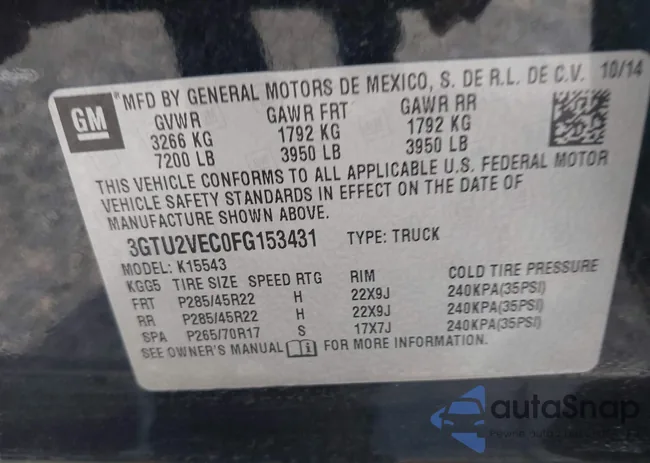 GM
*MFD BY GENERAL MOTORS DE MEXICO, S. DE R.L. DE C.V. 10/14
GVWR GAWR FRT GAWR RR
3266 KG 1792 KG 1792 KG
7200 LB 3950 LB 3950 LB
THIS VEHICLE CONFORMS TO ALL APPLICABLE U.S. FEDERAL MOTOR
VEHICLE SAFETY STANDARDS IN EFFECT ON THE DATE OF
MANUFACTURE SHOWN ABOVE.
3GTU2VEC0FG153431 TYPE: TRUCK
MODEL: K15543
KGG5 TIRE SIZE SPEED RTG RIM COLD TIRE PRESSURE
FRT P285/45R22 H 22X9J 240KPA(35PSI)
RR P285/45R22 H 22X9J 240KPA(35PSI)
SPA P265/70R17 S 17X7J 240KPA(35PSI)
SEE OWNER'S MANUAL FOR MORE INFORMATION.
autoSnap